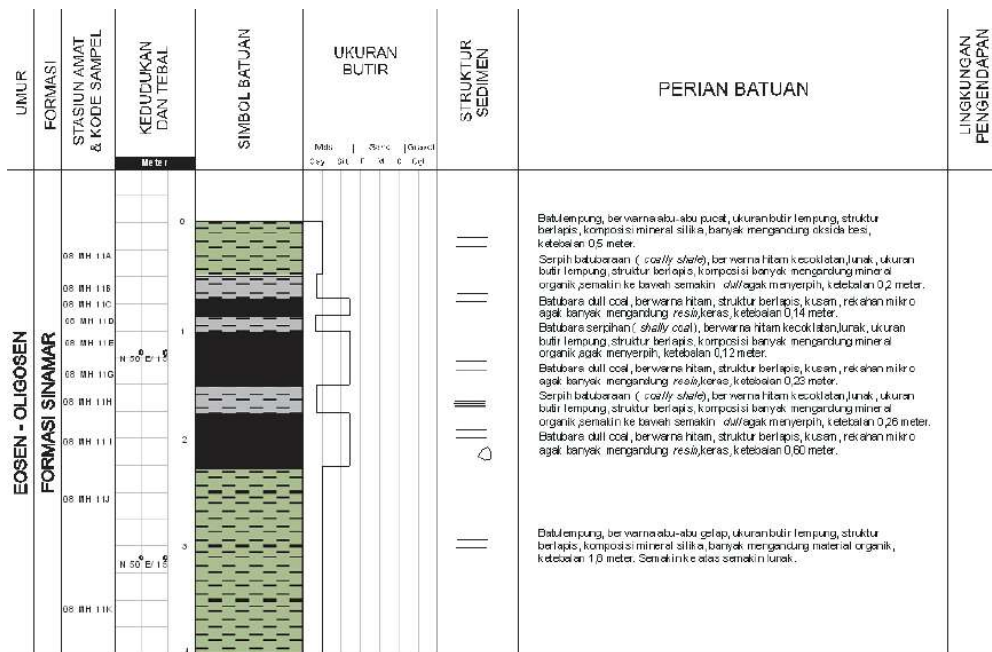 UMUR
FORMASI
STASIUN AMAT
& KODE SAMPEL
KEDUDUKAN
DAN TEBAL
SIMBOL BATUAN
UKURAN
BUTIR
STRUKTUR
SEDIMEN
PERIAN BATUAN
LINGKUNGAN
PENGENDAPAN
Meter
EOSEN - OLIGOSEN
FORMASI SINAMAR
0
08 MH 11A
08 MH 11B
08 MH 11C
08 MH 11D
1
08 MH 11E
08 MH 11G
08 MH 11H
2
08 MH 11I
08 MH 11J
3
08 MH 11K
Batulempung, berwarna abu-abu pucat, ukuran butir lempung, struktur
berlapis, komposisi mineral silika, banyak mengandung oksida besi,
ketebalan 0,5 meter.
Serpih batubaraan ( coally shale), berwarna hitam kecoklatan,lunak, ukuran
butir lempung, struktur berlapis, komposisi banyak mengandung mineral
organik,semakin ke bawah semakin dull agak menyerpih, ketebalan 0,2 meter.
Batubara dull coal, berwarna hitam, struktur berlapis, kusam, rekahan mikro
agak banyak mengandung resin,keras, ketebalan 0,14 meter.
Batubara serpihan ( shally coal), berwarna hitam kecoklatan,lunak, ukuran
butir lempung, struktur berlapis, komposisi banyak mengandung mineral
organik,agak menyerpih, ketebalan 0,12 meter.
Batubara dull coal, berwarna hitam, struktur berlapis, kusam, rekahan mikro
agak banyak mengandung resin,keras, ketebalan 0,23 meter.
Serpih batubaraan ( coally shale), berwarna hitam kecoklatan,lunak, ukuran
butir lempung, struktur berlapis, komposisi banyak mengandung mineral
organik,semakin ke bawah semakin dull agak menyerpih, ketebalan 0,26 meter.
Batubara dull coal, berwarna hitam, struktur berlapis, kusam, rekahan mikro
agak banyak mengandung resin,keras, ketebalan 0,60 meter.
Batulempung, berwarna abu-abu gelap, ukuran butir lempung, struktur
berlapis, komposisi mineral silika, banyak mengandung material organik,
ketebalan 1,8 meter. Semakin ke atas semakin lunak.